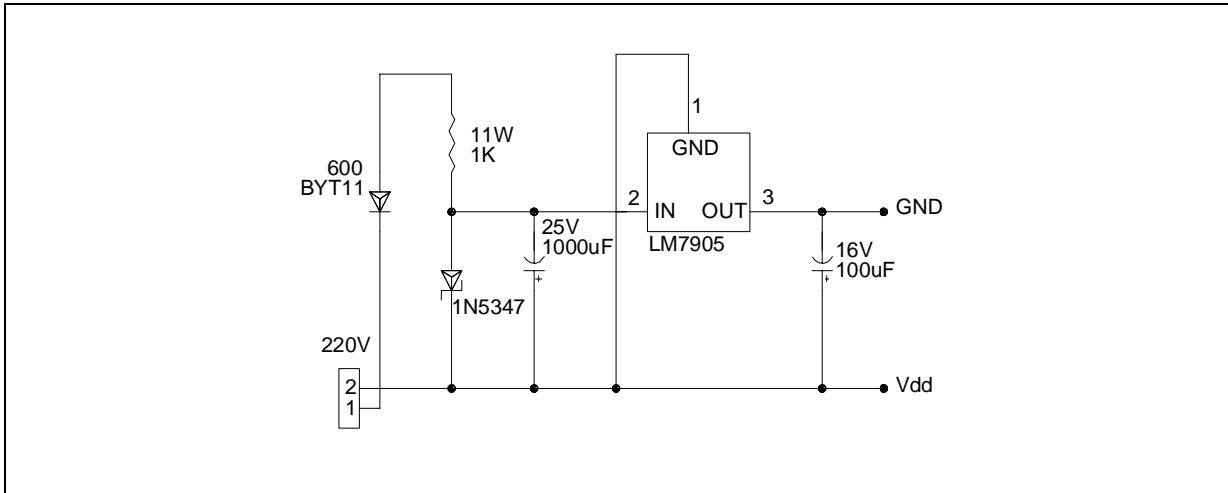 1
11W
1K
GND
600
BYT11
2
IN
OUT
3
GND
25V
1000uF
LM7905
16V
100uF
1N5347
220V
2
1
Vdd
+
+